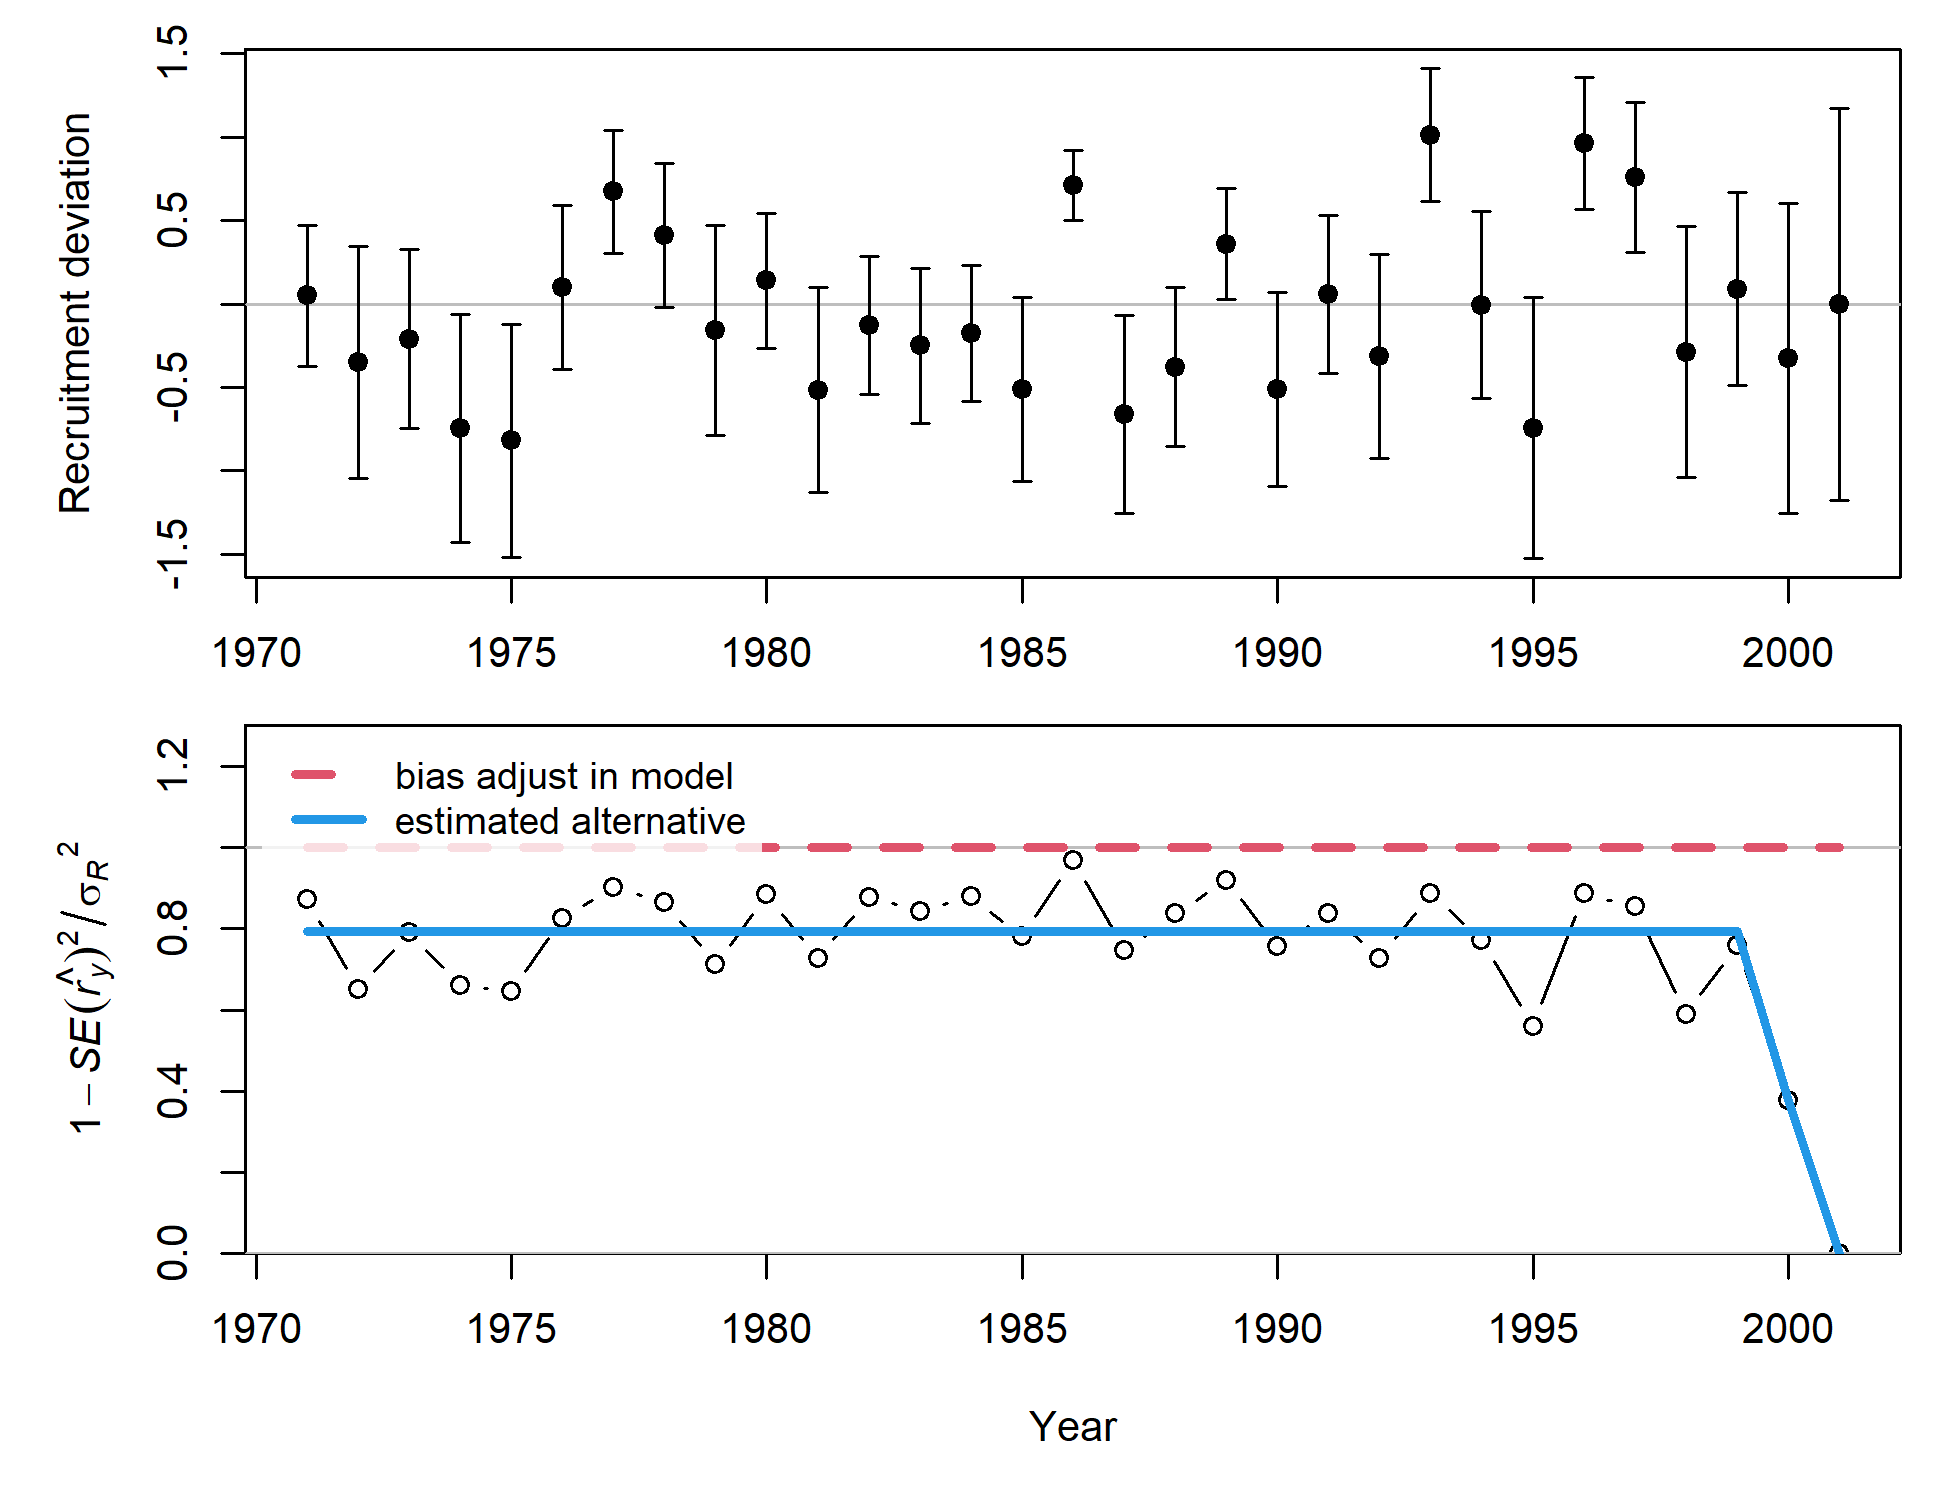 Recruitment deviation
1.5
0.5
-0.5
-1.5
1970 1975 1980 1985 1990 1995 2000
1 − SE(r̂y)² / σR²
1.2
0.8
0.4
0.0
bias adjust in model
estimated alternative
1970 1975 1980 1985 1990 1995 2000
Year